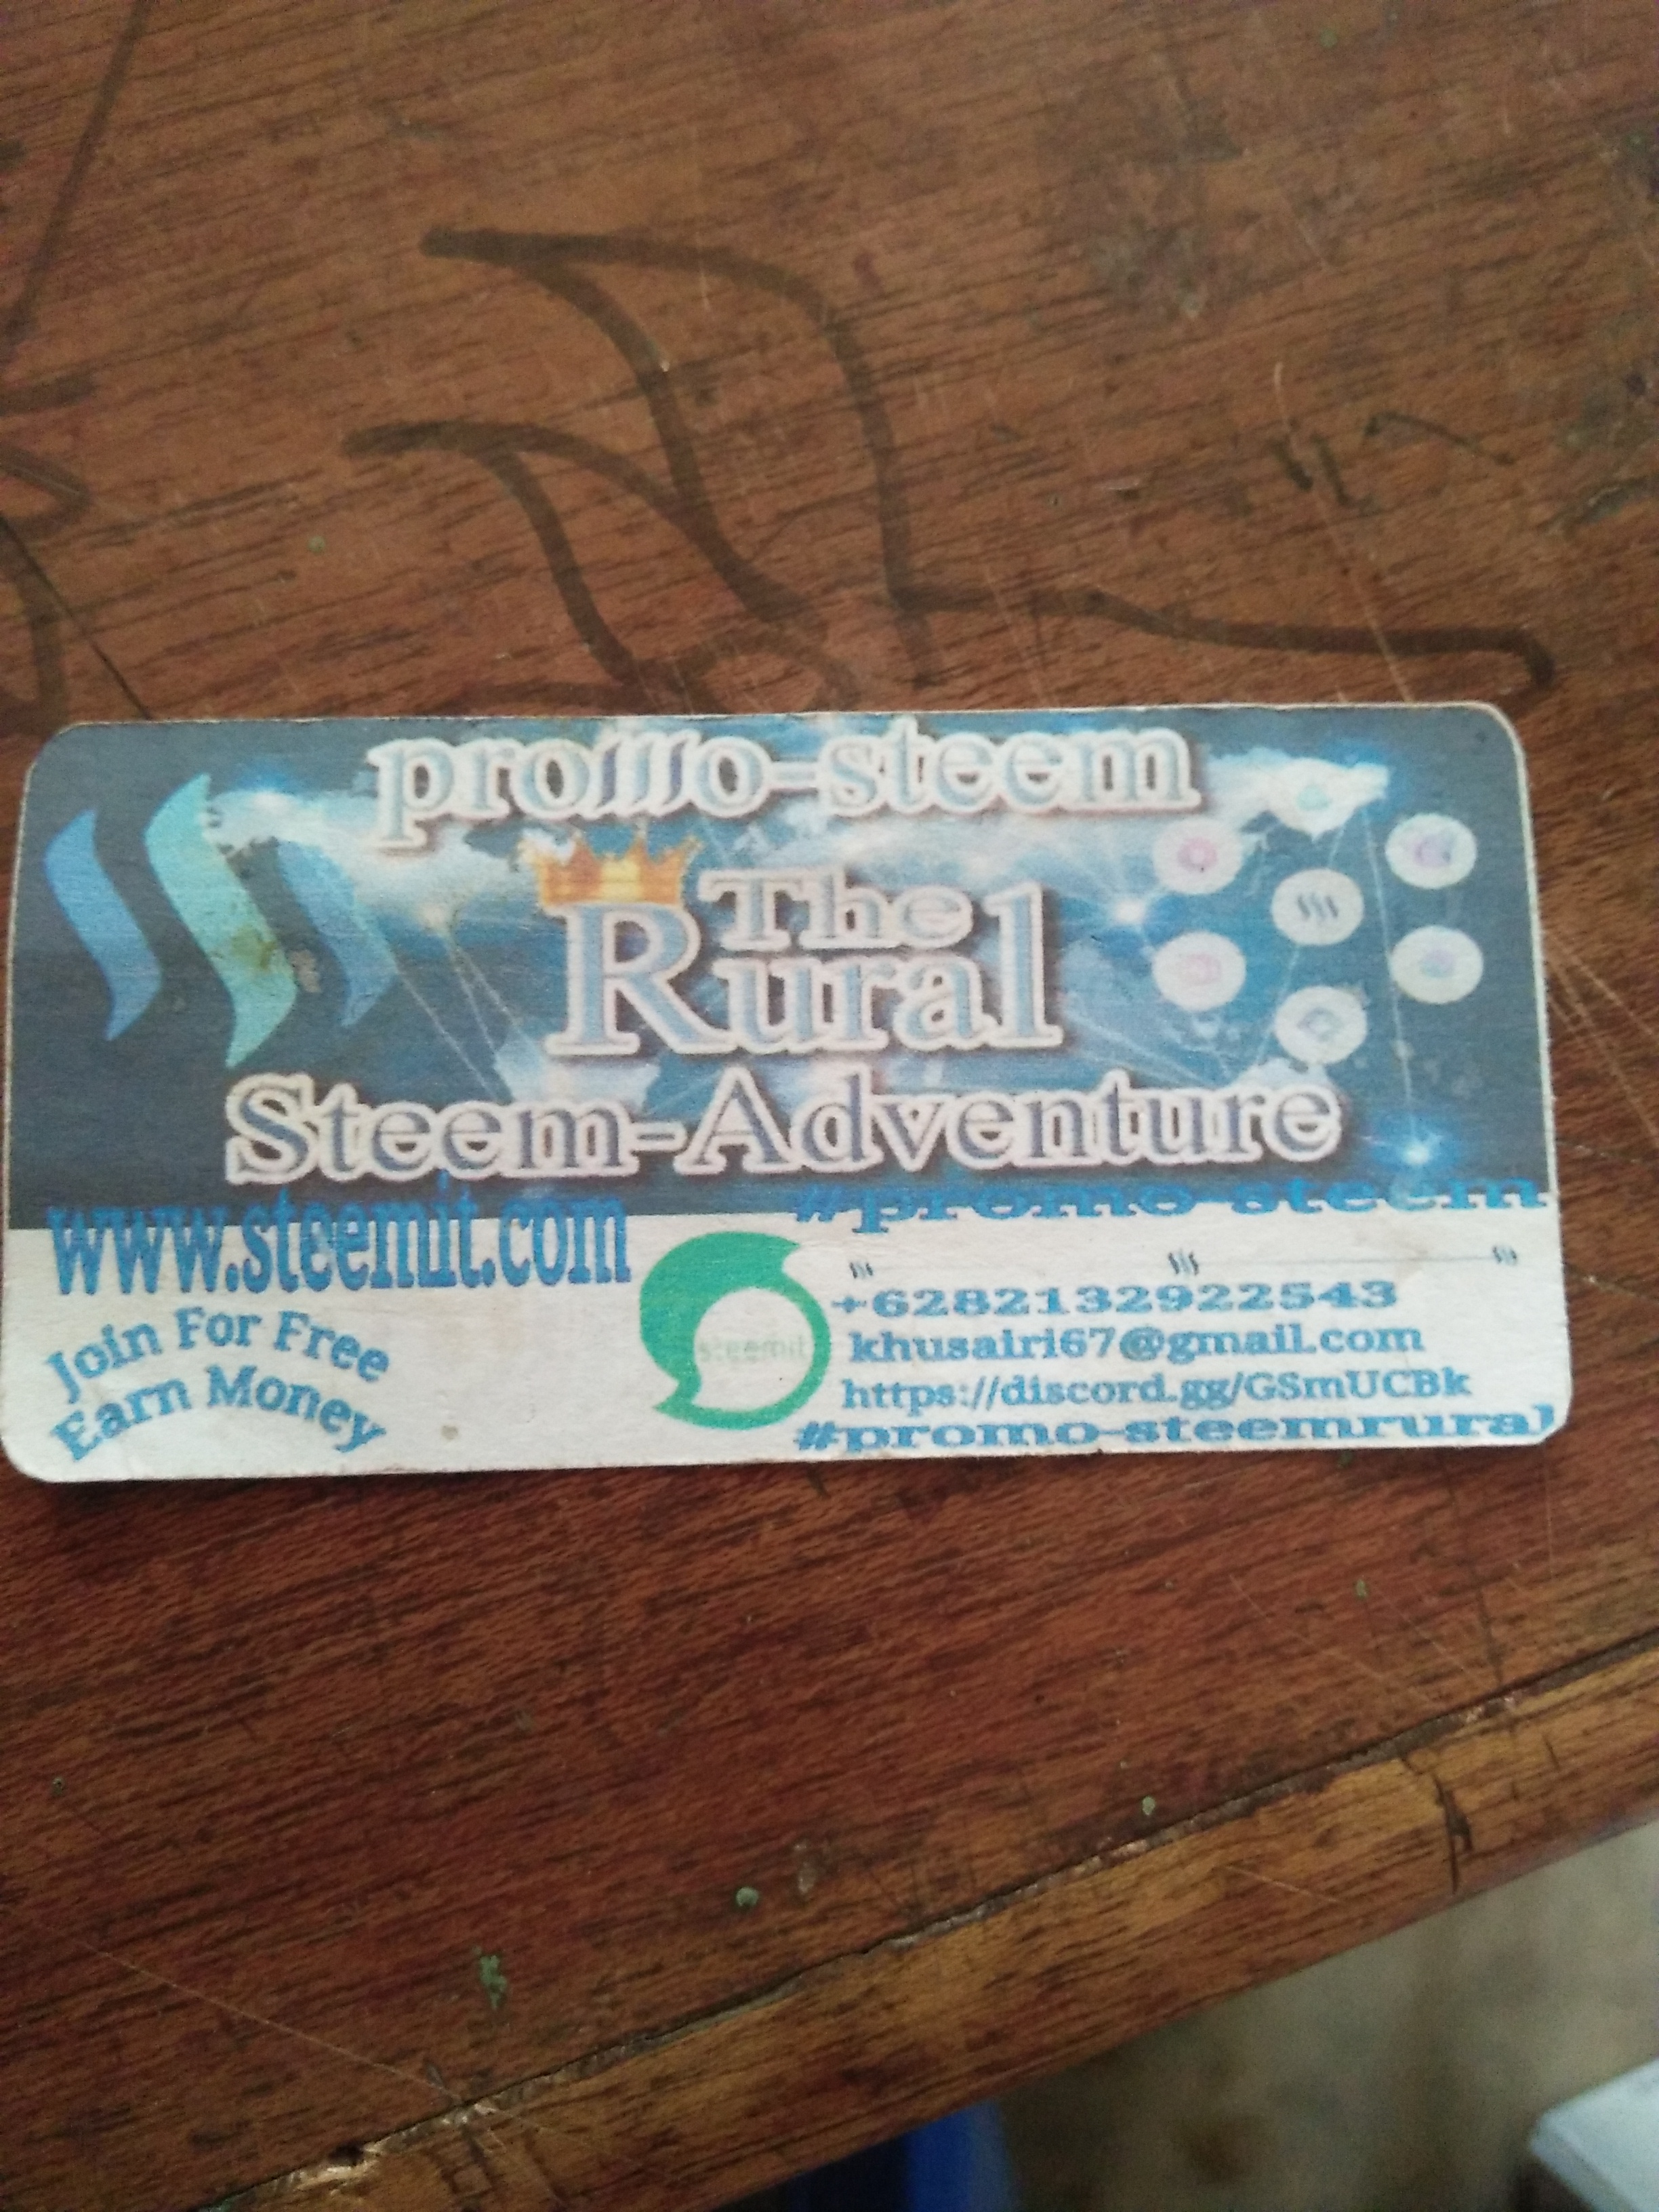 promo-steem
The
Rural
Steem-Adventure
www.steemit.com
Join For Free
Earn Money
steemit
#promo-steem
+6282132922543
khusairi67@gmail.com
https://discord.gg/GSmUCBk
#promo-steemrural